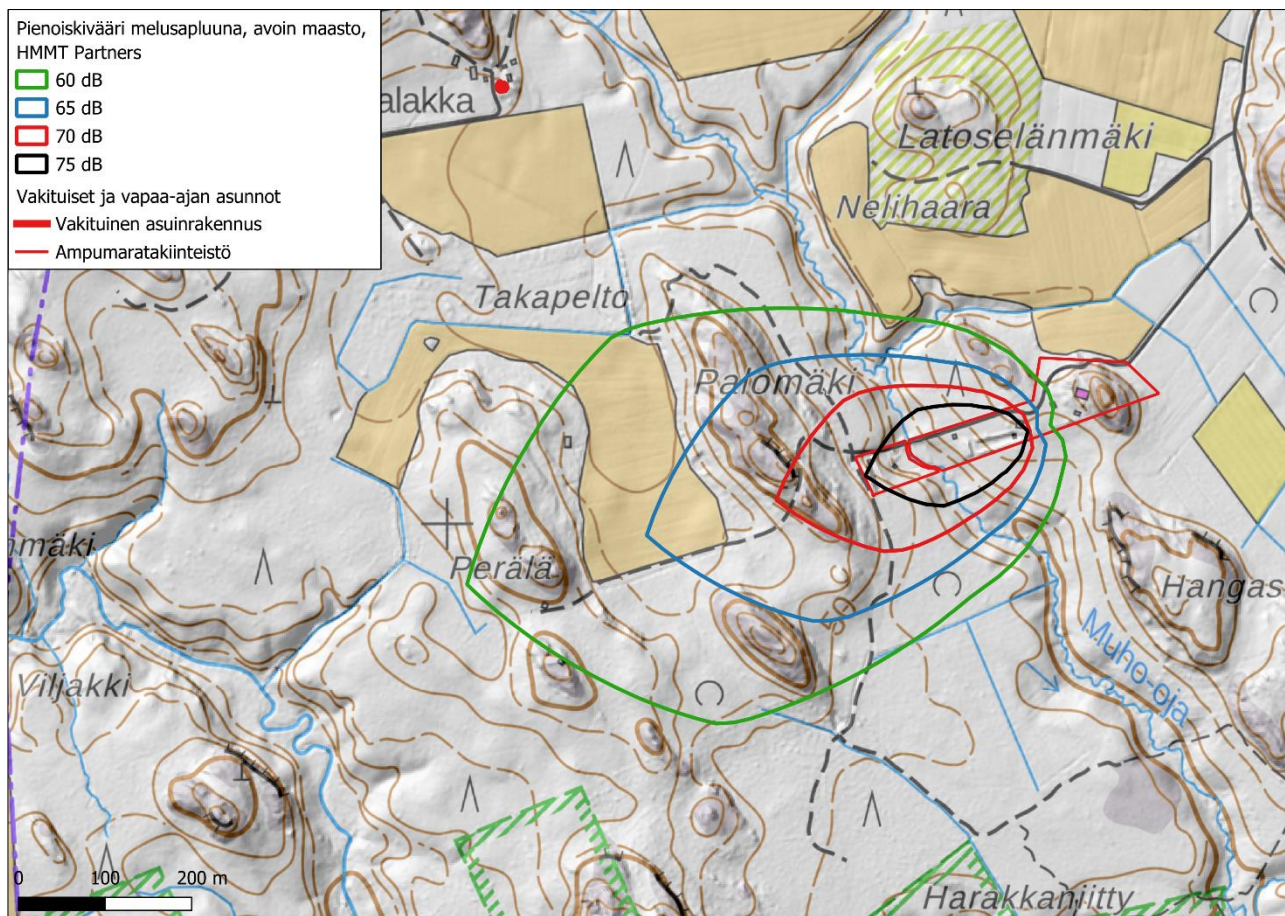 Pienoiskivääri melusapluuna, avoin maasto,
HMMT Partners
60 dB
65 dB
70 dB
75 dB
Vakituiset ja vapaa-ajan asunnot
Vakituinen asuinrakennus
Ampumaratakiinteistö
alakka
Latoselänmäki
Nelihaara
Takapelto
Palomäki
nmäki
Perälä
Hangas
Muho-oja
Viljakki
0 100 200 m
Harakkaniitty